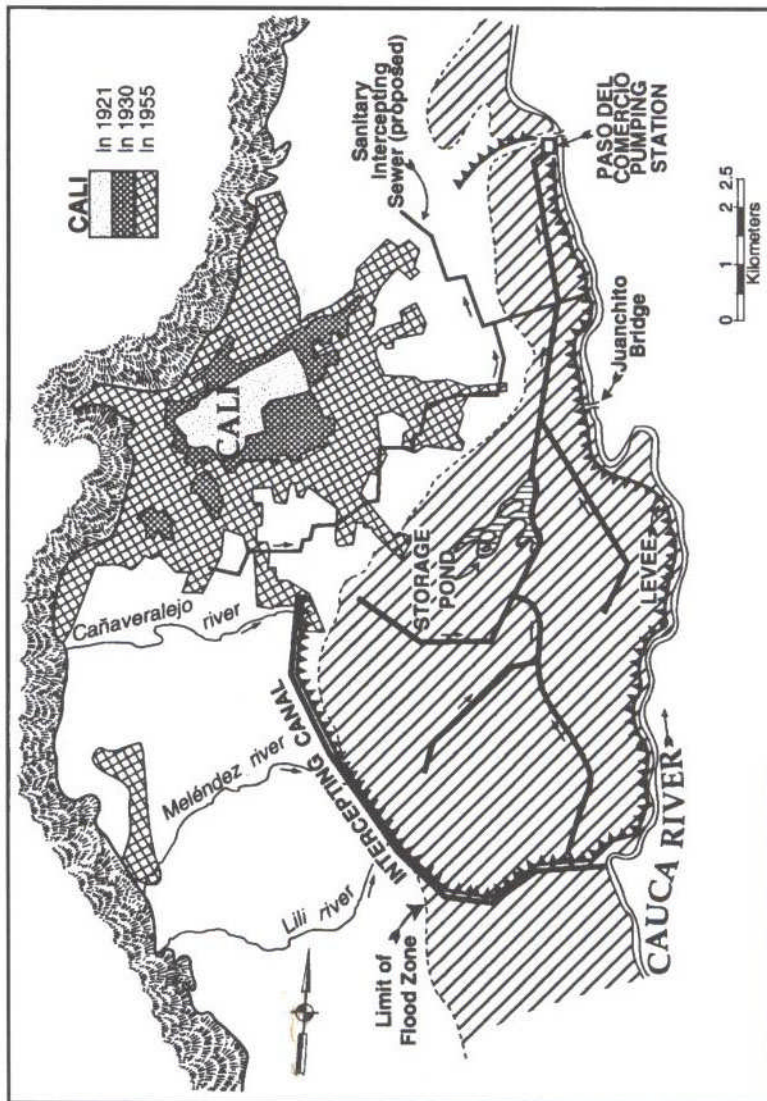 CALI
In 1921
In 1930
In 1955
CALI
Sanitary
Intercepting
Sewer (proposed)
PASO DEL
COMERCIO
PUMPING
STATION
0 1 2 2.5
Kilometers
Juanchito
Bridge
STORAGE
POND
LEVEE
Cañaveralejo river
Meléndez river
Lili river
INTERCEPTING CANAL
Limit of
Flood Zone
CAUCA RIVER